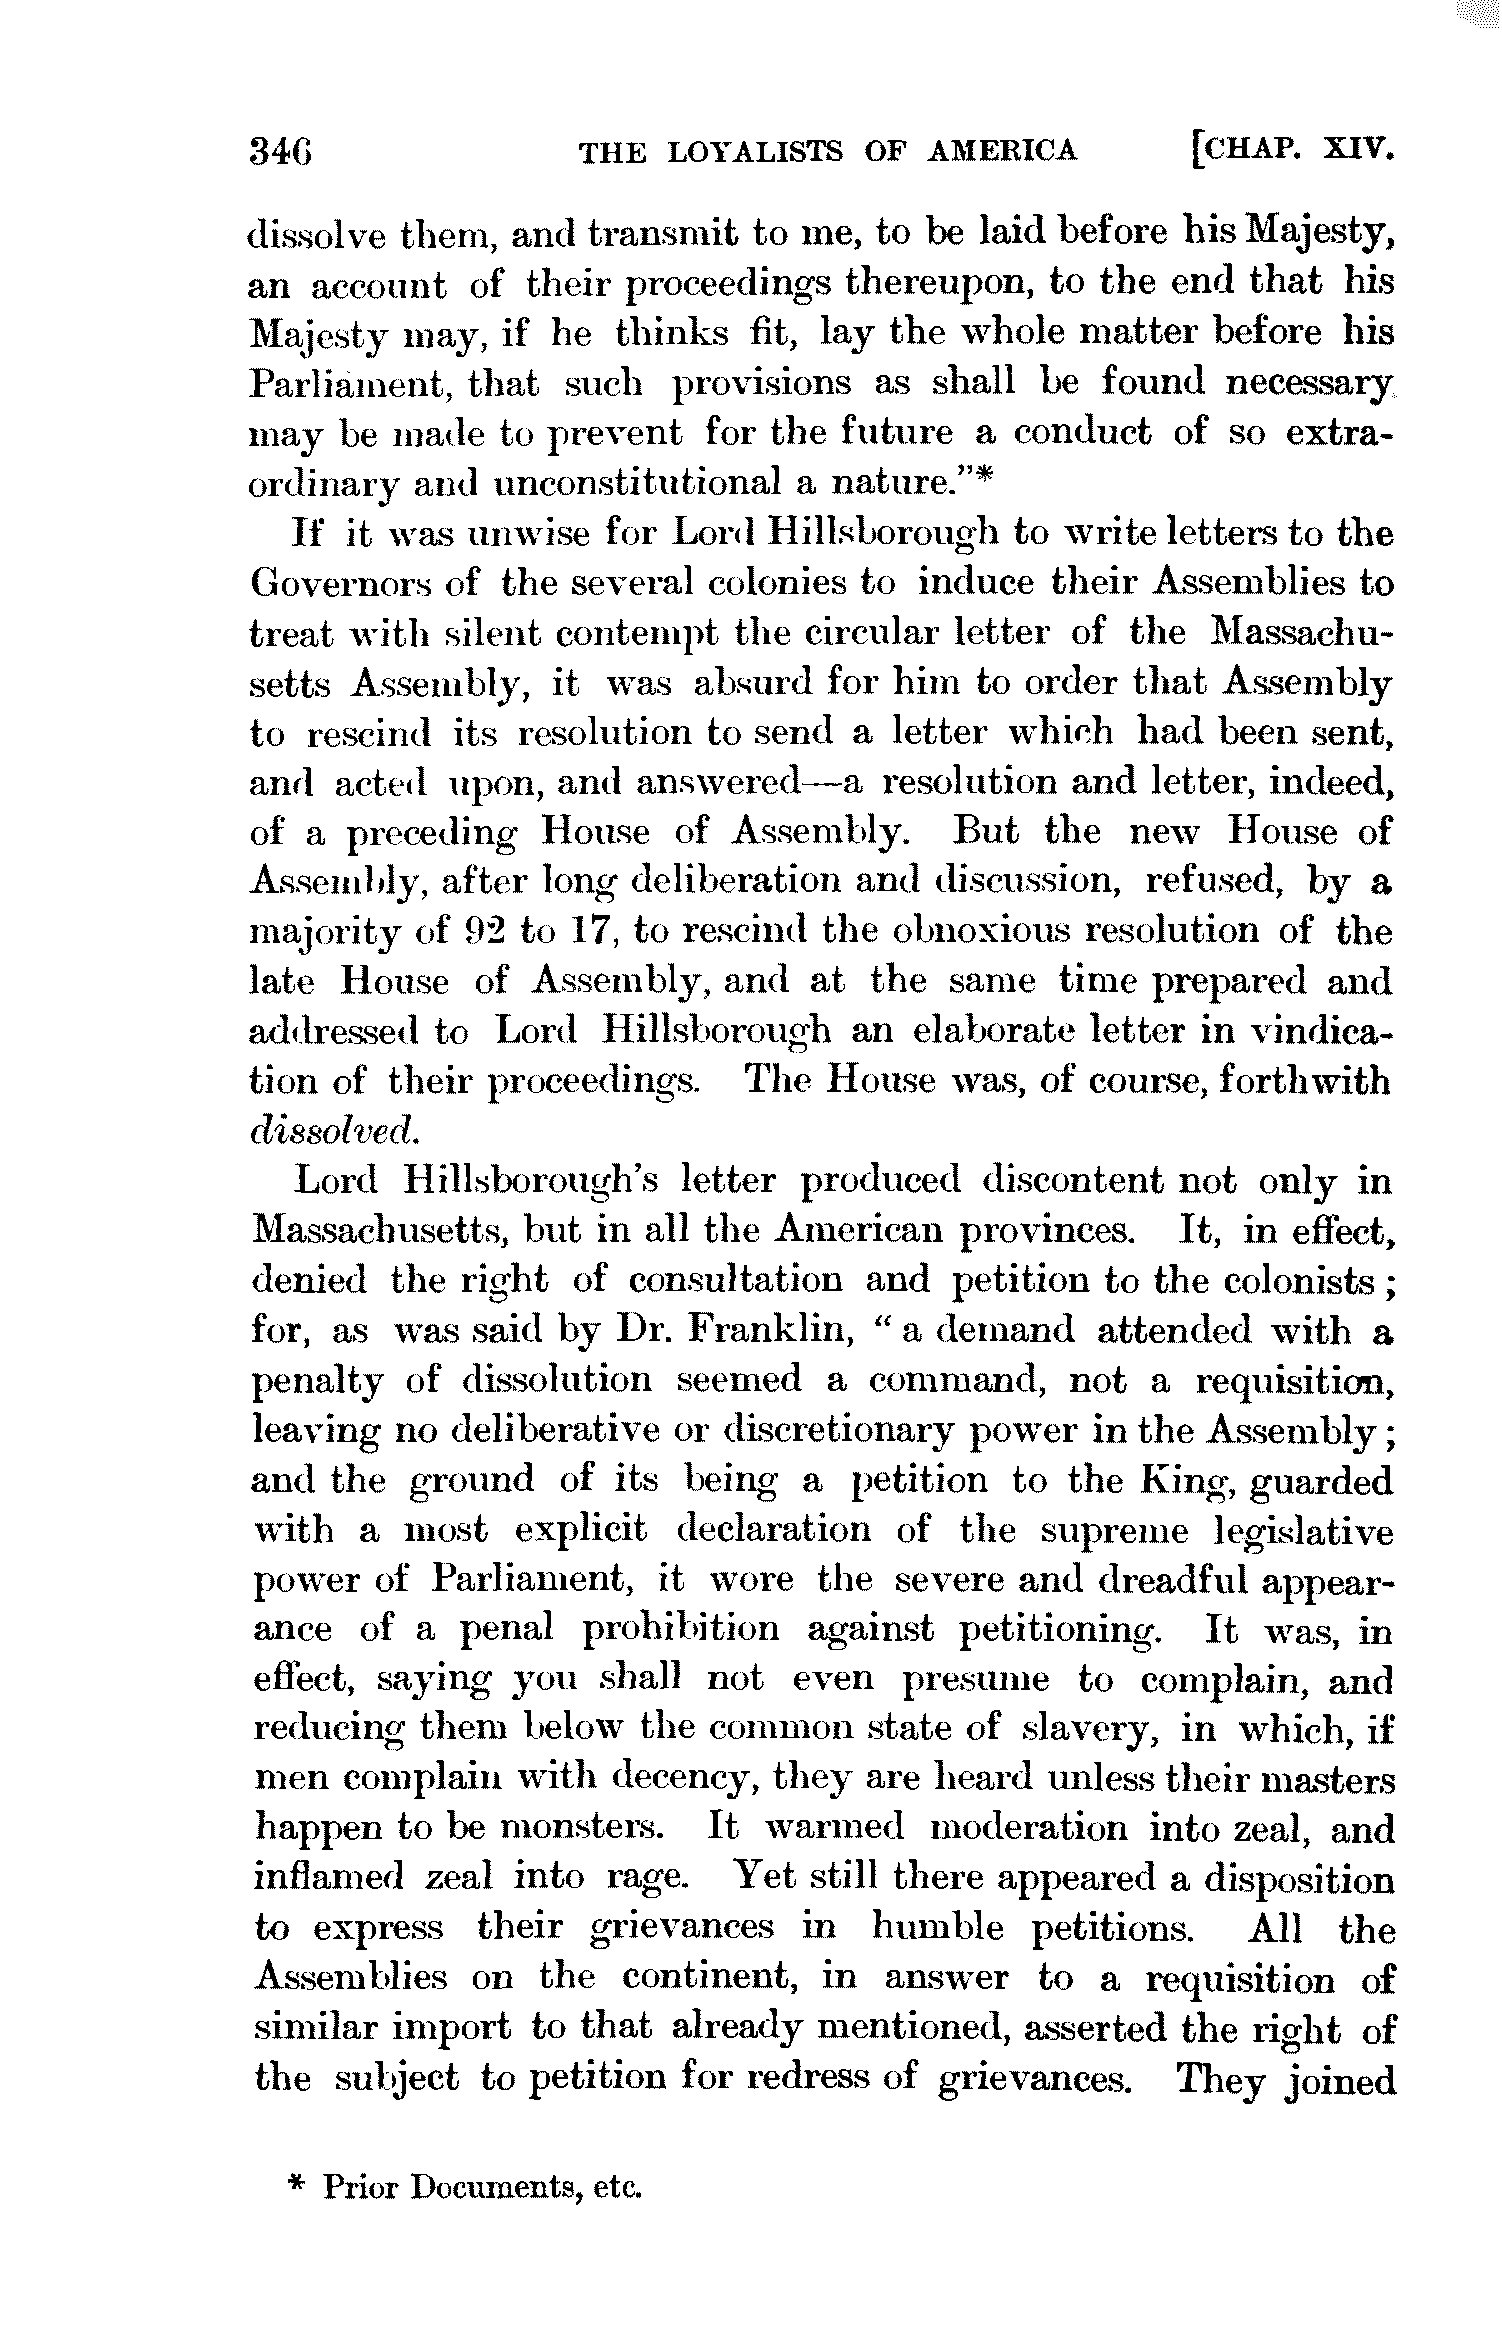 346 THE LOYALISTS OF AMERICA [CHAP. XIV.
dissolve them, and transmit to me, to be laid before his Majesty,
an account of their proceedings thereupon, to the end that his
Majesty may, if he thinks fit, lay the whole matter before his
Parliament, that such provisions as shall be found necessary
may be made to prevent for the future a conduct of so extra-
ordinary and unconstitutional a nature."*
If it was unwise for Lord Hillsborough to write letters to the
Governors of the several colonies to induce their Assemblies to
treat with silent contempt the circular letter of the Massachu-
setts Assembly, it was absurd for him to order that Assembly
to rescind its resolution to send a letter which had been sent,
and acted upon, and answered—a resolution and letter, indeed,
of a preceding House of Assembly. But the new House of
Assembly, after long deliberation and discussion, refused, by a
majority of 92 to 17, to rescind the obnoxious resolution of the
late House of Assembly, and at the same time prepared and
addressed to Lord Hillsborough an elaborate letter in vindica-
tion of their proceedings. The House was, of course, forthwith
dissolved.
Lord Hillsborough's letter produced discontent not only in
Massachusetts, but in all the American provinces. It, in effect,
denied the right of consultation and petition to the colonists;
for, as was said by Dr. Franklin, "a demand attended with a
penalty of dissolution seemed a command, not a requisition,
leaving no deliberative or discretionary power in the Assembly;
and the ground of its being a petition to the King, guarded
with a most explicit declaration of the supreme legislative
power of Parliament, it wore the severe and dreadful appear-
ance of a penal prohibition against petitioning. It was, in
effect, saying you shall not even presume to complain, and
reducing them below the common state of slavery, in which, if
men complain with decency, they are heard unless their masters
happen to be monsters. It warmed moderation into zeal, and
inflamed zeal into rage. Yet still there appeared a disposition
to express their grievances in humble petitions. All the
Assemblies on the continent, in answer to a requisition of
similar import to that already mentioned, asserted the right of
the subject to petition for redress of grievances. They joined
* Prior Documents, etc.